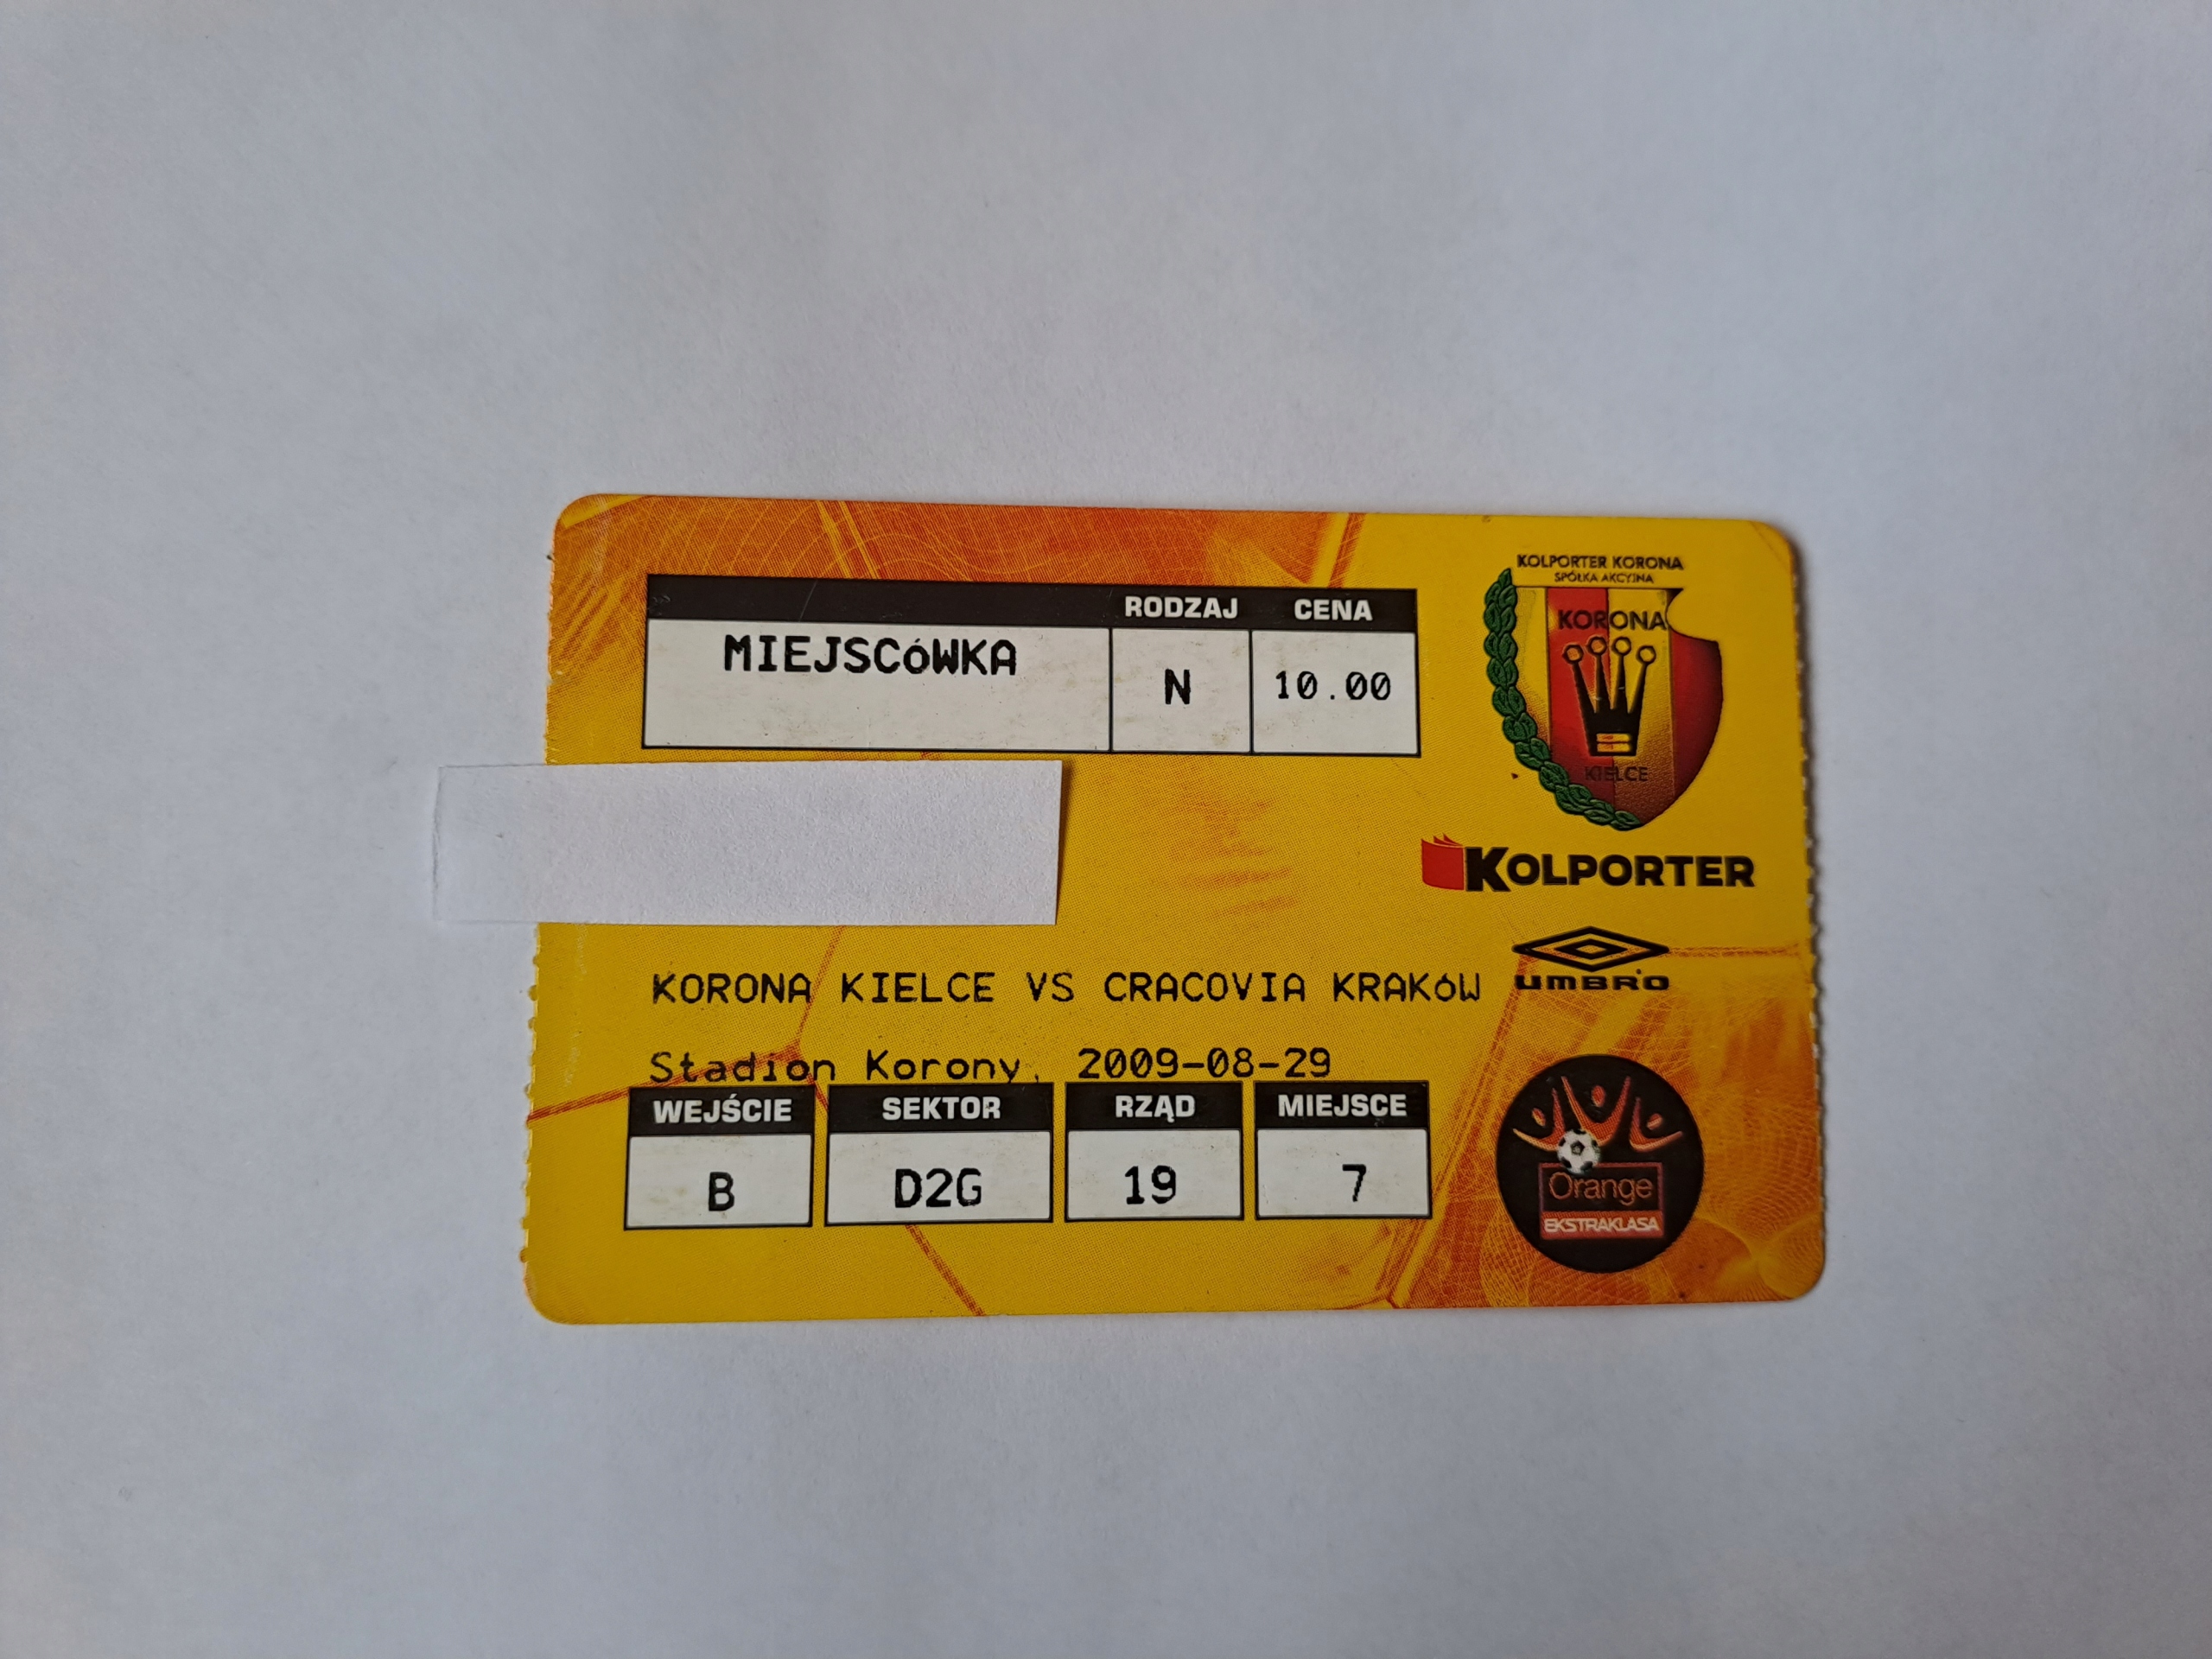 RODZAJ CENA
MIEJSCóWKA N 10.00
KOLPORTER KORONA
SPÓŁKA AKCYJNA
KORONA
KIELCE
KOLPORTER
umBRO
KORONA KIELCE VS CRACOVIA KRAKóW
Stadion Korony, 2009-08-29
WEJŚCIE SEKTOR RZĄD MIEJSCE
B D2G 19 7
Orange
EKSTRAKLASA